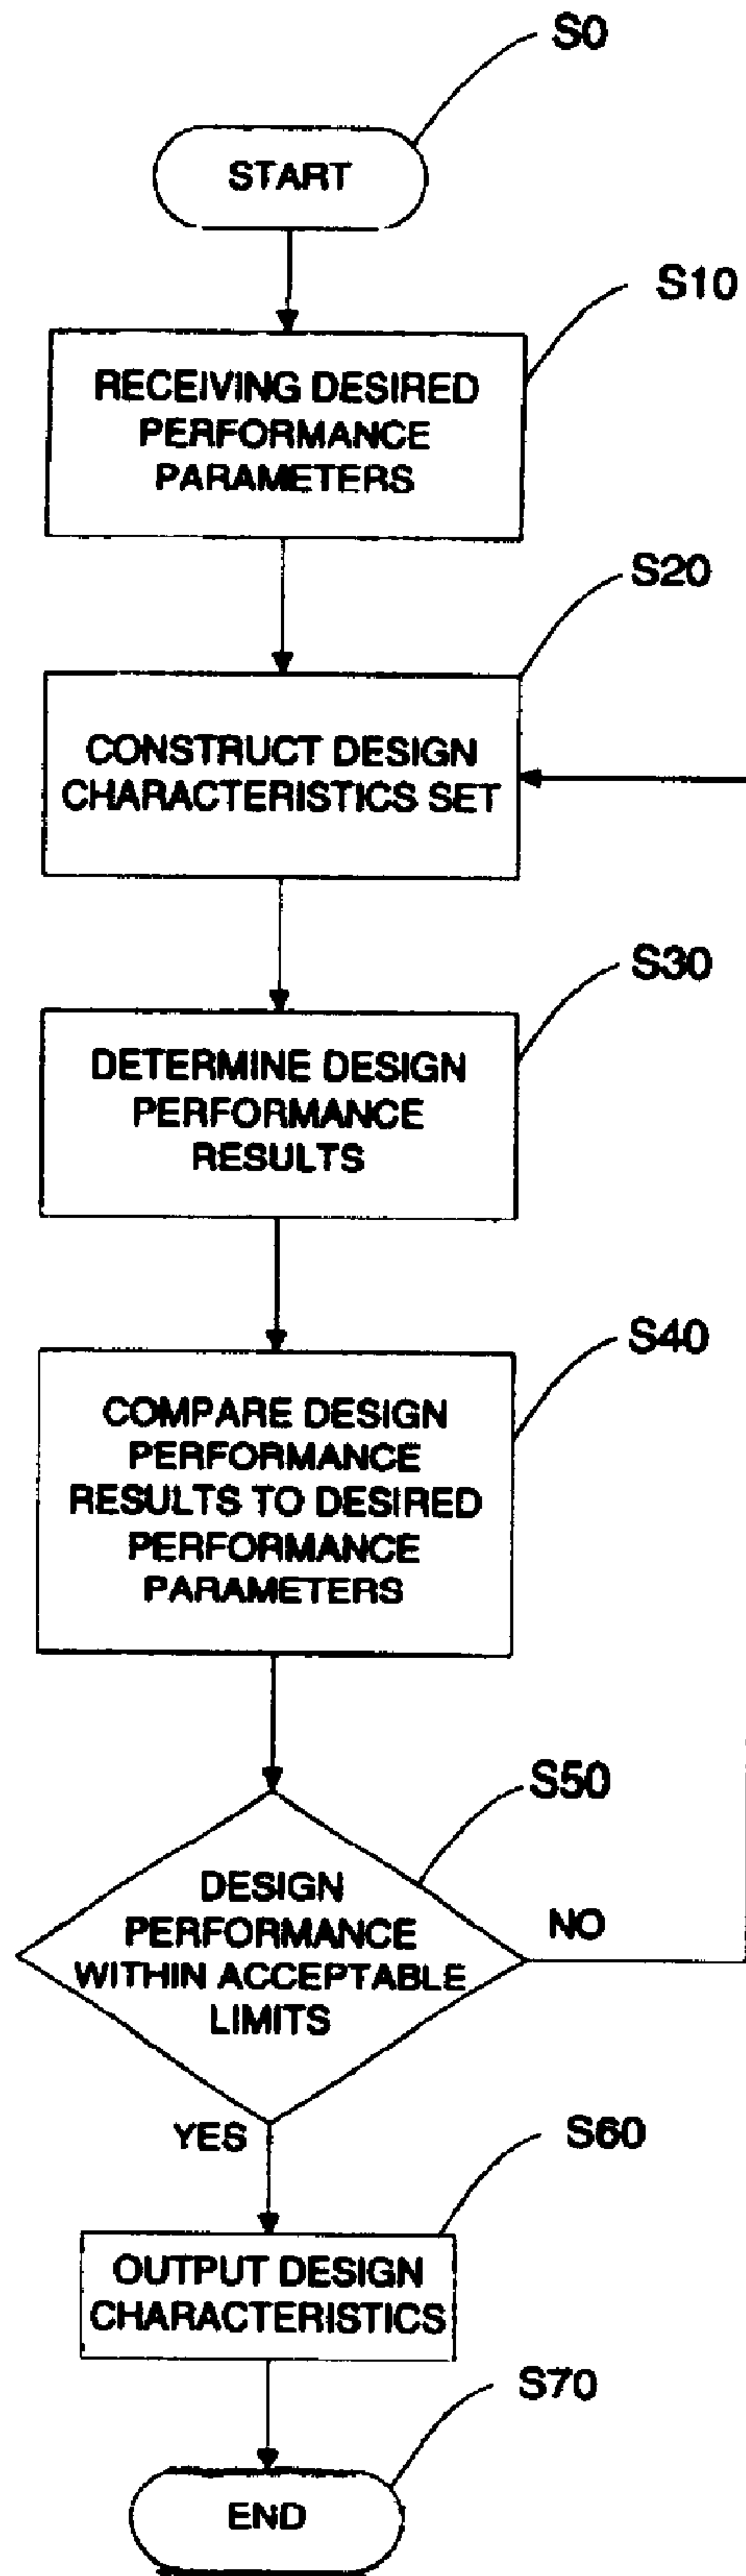 S0
START
S10
RECEIVING DESIRED
PERFORMANCE
PARAMETERS
S20
CONSTRUCT DESIGN
CHARACTERISTICS SET
S30
DETERMINE DESIGN
PERFORMANCE
RESULTS
S40
COMPARE DESIGN
PERFORMANCE
RESULTS TO DESIRED
PERFORMANCE
PARAMETERS
S50
DESIGN
PERFORMANCE
WITHIN ACCEPTABLE
LIMITS
NO
YES
S60
OUTPUT DESIGN
CHARACTERISTICS
S70
END